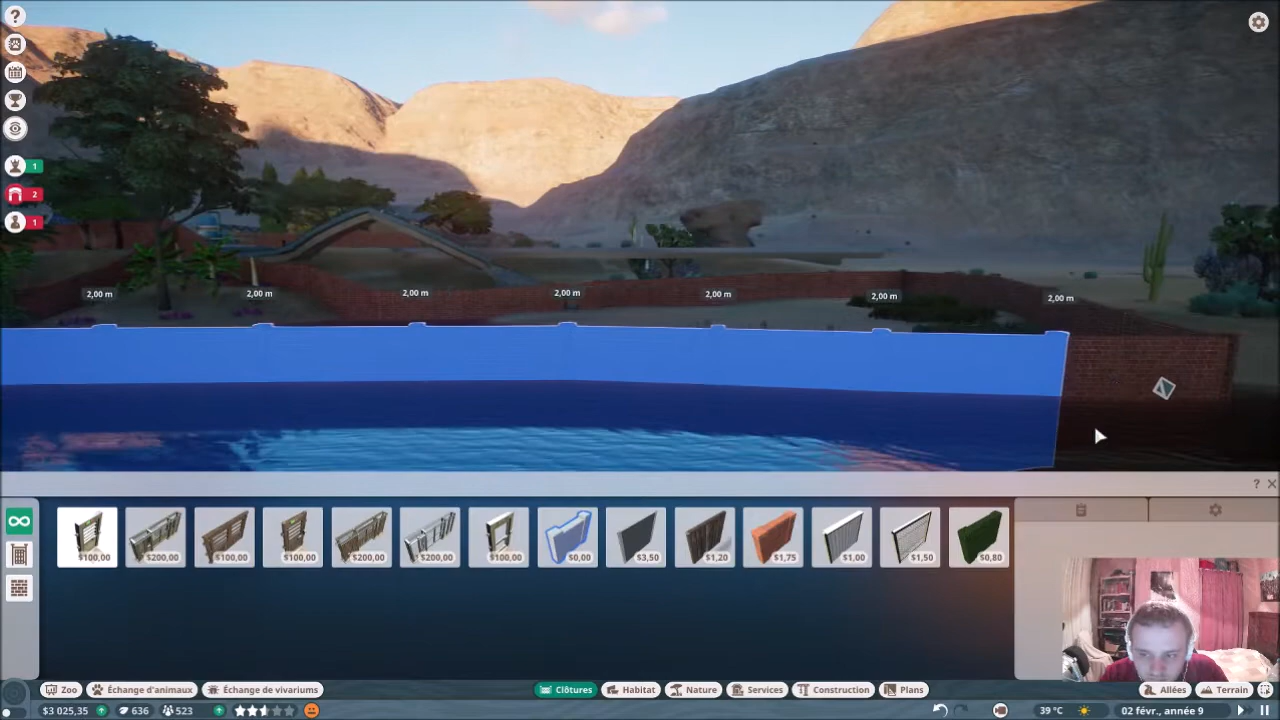 ?
1
2
1
2,00 m 2,00 m 2,00 m 2,00 m 2,00 m 2,00 m 2,00 m
? ×
$100,00 $200,00 $100,00 $100,00 $200,00 $200,00 $100,00 $0,00 $3,50 $1,20 $1,75 $1,00 $1,50 $0,80
Zoo Échange d'animaux Échange de vivariums Clôtures Habitat Nature Services Construction Plans Allées Terrain
$3 025,35 636 523 39 °C 02 févr., année 9